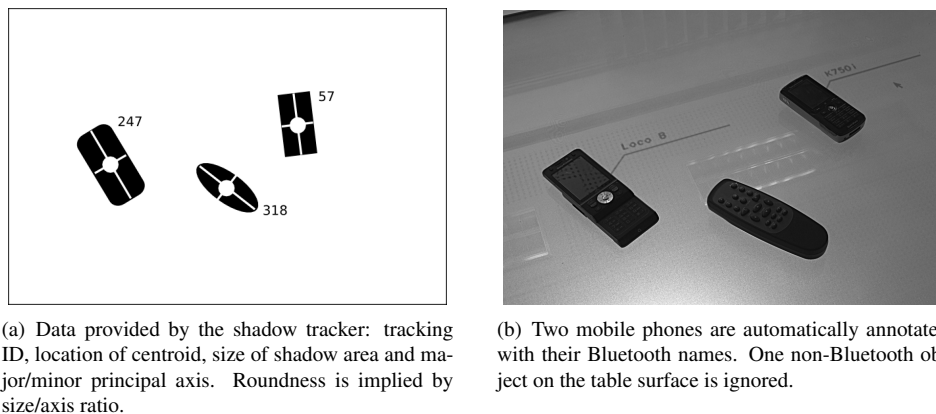 247
57
318
Loco 8
K750i
(a) Data provided by the shadow tracker: tracking
ID, location of centroid, size of shadow area and ma-
jor/minor principal axis. Roundness is implied by
size/axis ratio.
(b) Two mobile phones are automatically annotate
with their Bluetooth names. One non-Bluetooth ob
ject on the table surface is ignored.